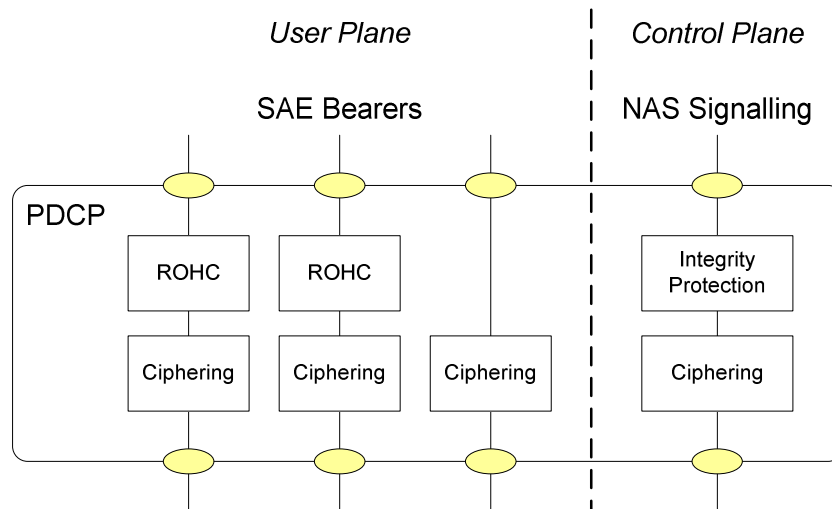 User Plane
Control Plane
SAE Bearers
NAS Signalling
PDCP
ROHC
ROHC
Integrity
Protection
Ciphering
Ciphering
Ciphering
Ciphering